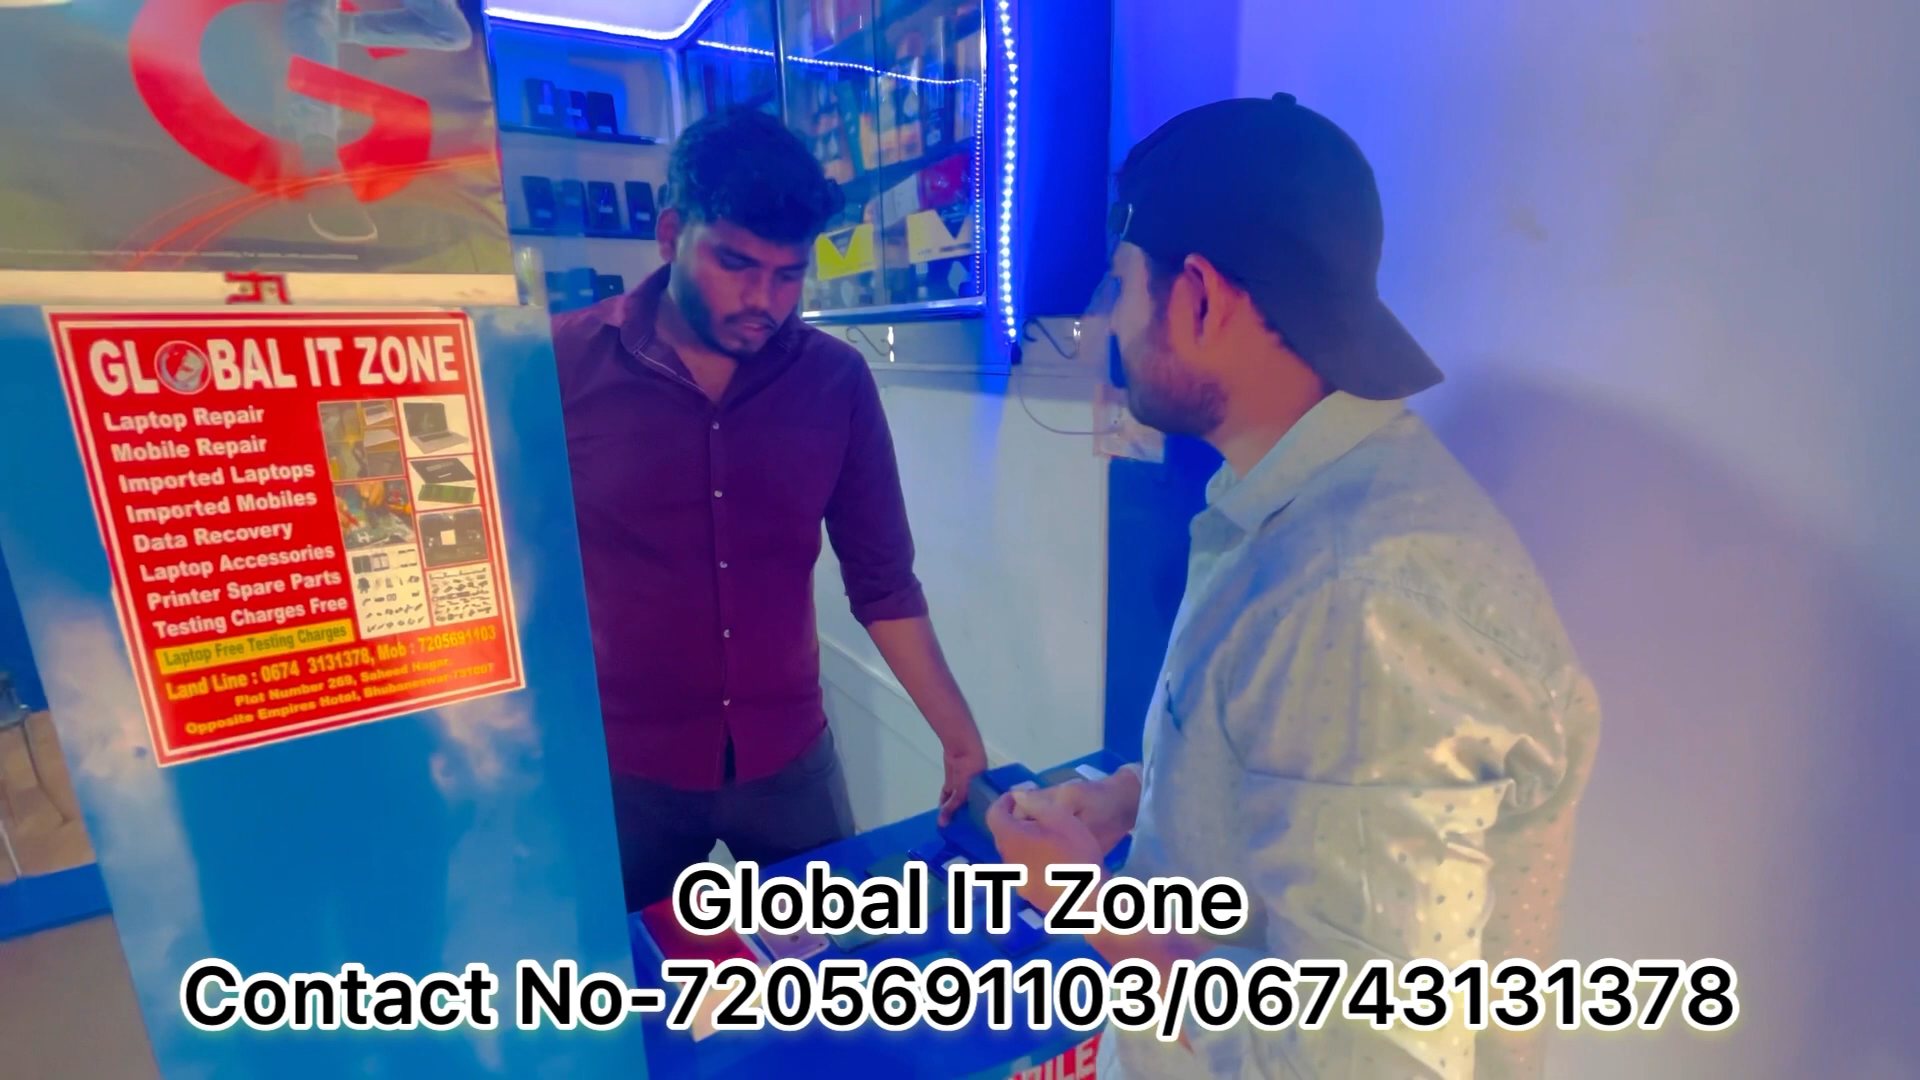 GLOBAL IT ZONE
Laptop Repair
Mobile Repair
Imported Laptops
Imported Mobiles
Data Recovery
Laptop Accessories
Printer Spare Parts
Testing Charges Free
Laptop Free Testing Charges
Land Line : 0674 3131378, Mob : 7205691103
Plot Number 269, Saheed Nagar,
Opposite Empires Hotel, Bhubaneswar-751007
Global IT Zone
Contact No-7205691103/06743131378